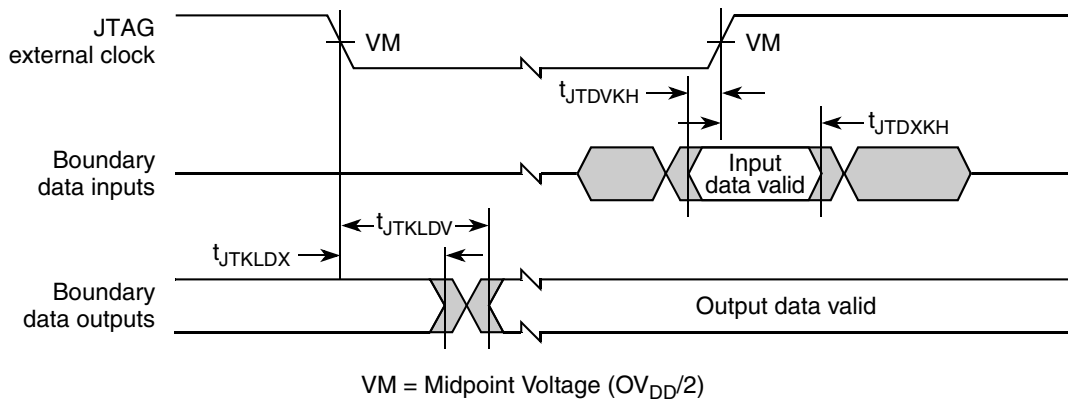 JTAG
external clock
VM
VM
tJTDVKH
tJTDXKH
Boundary
data inputs
Input
data valid
tJTKLDV
tJTKLDX
Boundary
data outputs
Output data valid
VM = Midpoint Voltage (OVDD/2)